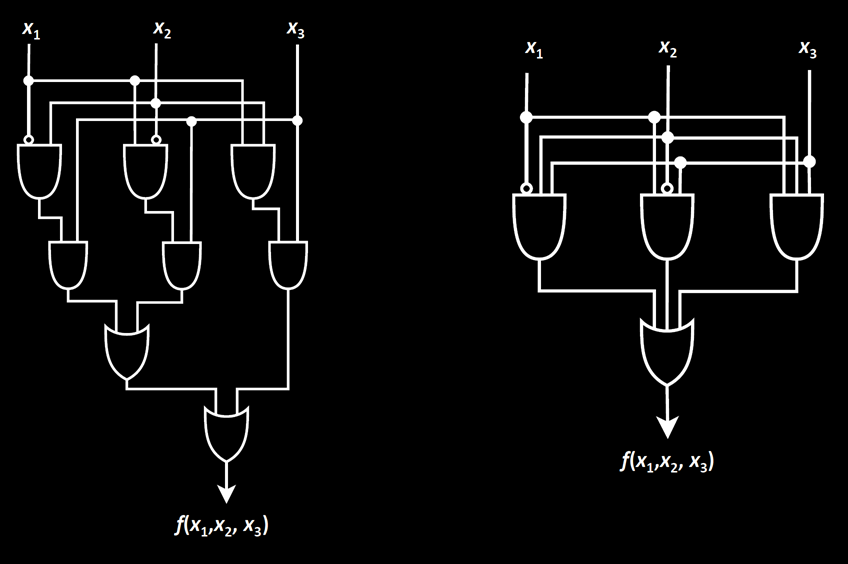 x₁ x₂ x₃
x₁ x₂ x₃
f(x₁,x₂, x₃)
f(x₁,x₂, x₃)